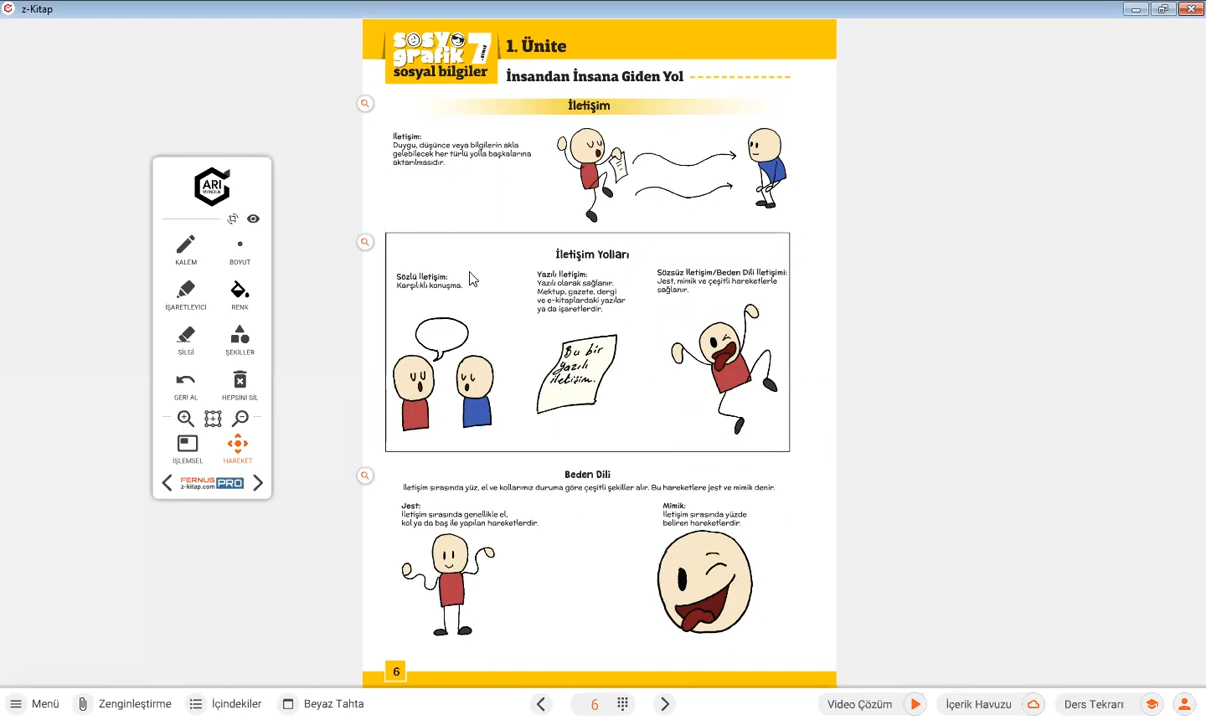 z-Kitap
sosyo
grafik 7. SINIF
sosyal bilgiler
1. Ünite
İnsandan İnsana Giden Yol
İletişim
İletişim:
Duygu, düşünce veya bilgilerin akla
gelebilecek her türlü yolla başkalarına
aktarılmasıdır.
İletişim Yolları
Sözlü İletişim:
Karşılıklı konuşma.
Yazılı İletişim:
Yazılı olarak sağlanır.
Mektup, gazete, dergi
ve e-kitaplardaki yazılar
ya da işaretlerdir.
Sözsüz İletişim/Beden Dili İletişimi:
Jest, mimik ve çeşitli hareketlerle
sağlanır.
Bu bir
yazılı
iletişim.
Beden Dili
İletişim sırasında yüz, el ve kollarımız duruma göre çeşitli şekiller alır. Bu hareketlere jest ve mimik denir.
Jest:
İletişim sırasında genellikle el,
kol ya da baş ile yapılan hareketlerdir.
Mimik:
İletişim sırasında yüzde
beliren hareketlerdir.
6
ARI
YAYINCILIK
KALEM
BOYUT
İŞARETLEYİCİ
RENK
SİLGİ
ŞEKİLLER
GERİ AL
HEPSİNİ SİL
İŞLEMSEL
HAREKET
FERNUS
z-kitap.com PRO
Menü
Zenginleştirme
İçindekiler
Beyaz Tahta
6
Video Çözüm
İçerik Havuzu
Ders Tekrarı